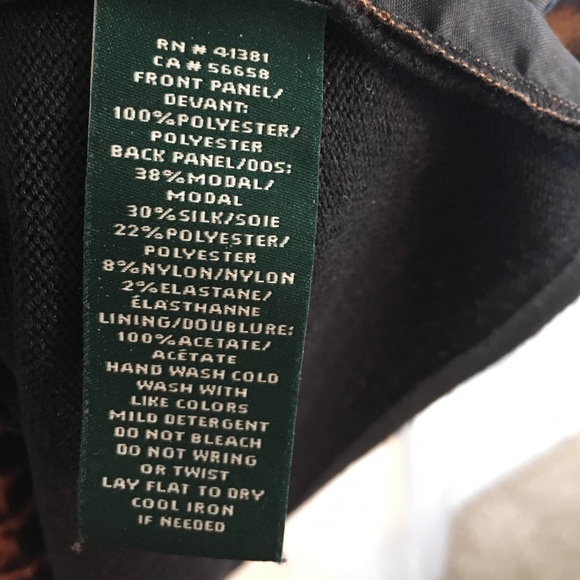 RN # 41381
CA # 56658
FRONT PANEL/
DEVANT:
100%POLYESTER/
POLYESTER
BACK PANEL/DOS:
38%MODAL/
MODAL
30%SILK/SOIE
22%POLYESTER/
POLYESTER
8%NYLON/NYLON
2%ELASTANE/
ÉLASTHANNE
LINING/DOUBLURE:
100%ACETATE/
ACÉTATE
HAND WASH COLD
WASH WITH
LIKE COLORS
MILD DETERGENT
DO NOT BLEACH
DO NOT WRING
OR TWIST
LAY FLAT TO DRY
COOL IRON
IF NEEDED